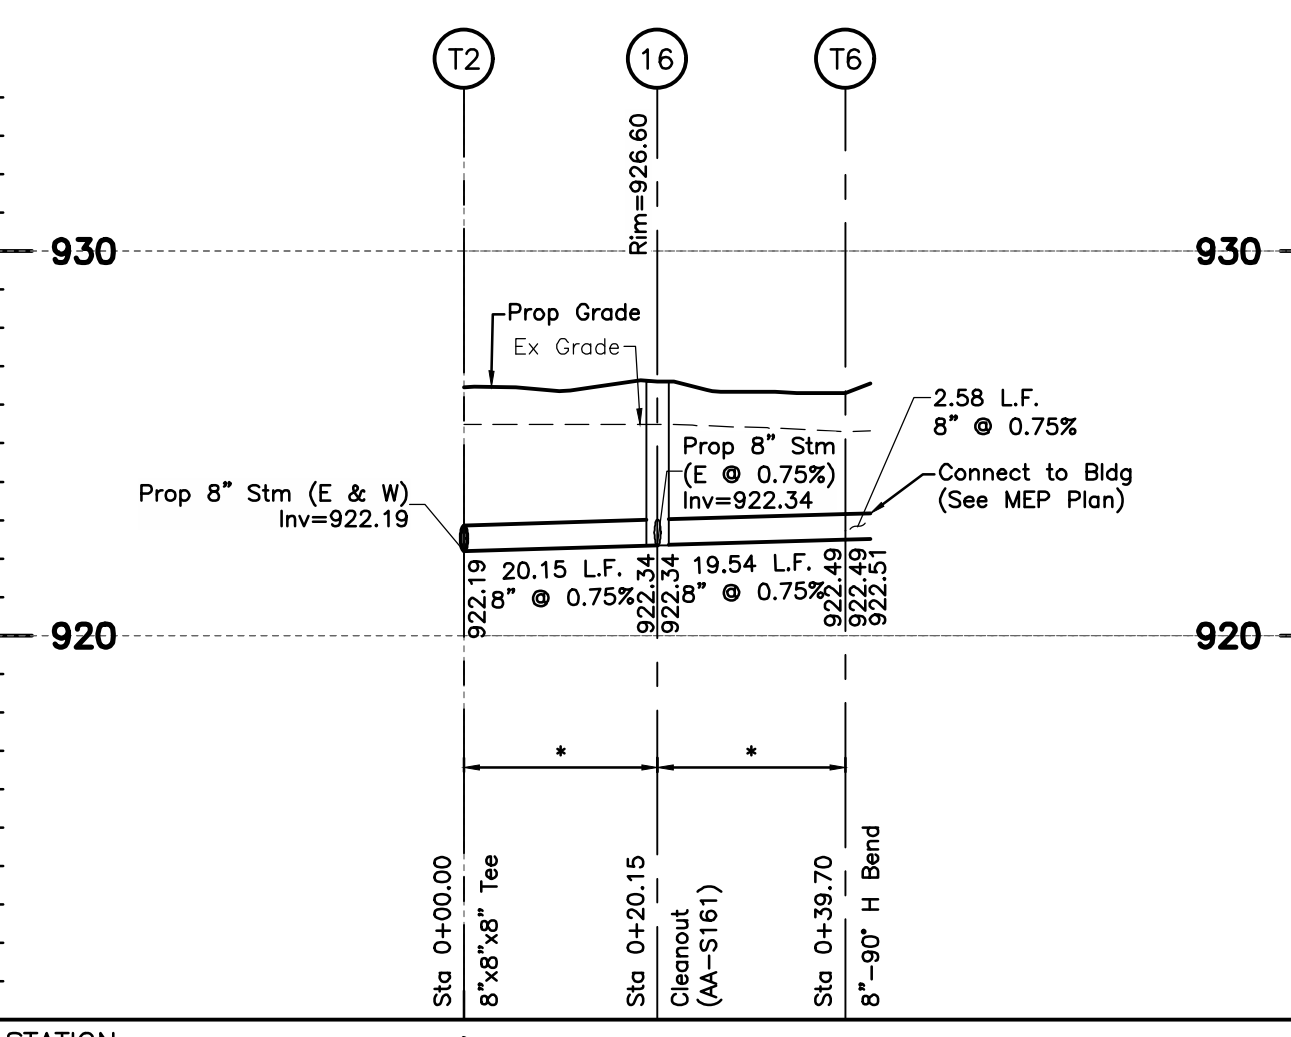 T2
16
T6
Rim=926.60
930
930
Prop Grade
Ex Grade
2.58 L.F.
8" @ 0.75%
Prop 8" Stm
(E @ 0.75%)
Inv=922.34
Connect to Bldg
(See MEP Plan)
Prop 8" Stm (E & W)
Inv=922.19
922.19
20.15 L.F.
8" @ 0.75%
922.34
922.34
19.54 L.F.
8" @ 0.75%
922.49
922.49
922.51
920
920
*
*
Sta 0+00.00
8"x8"x8" Tee
Sta 0+20.15
Cleanout
(AA-S161)
Sta 0+39.70
8"-90° H Bend
STATION